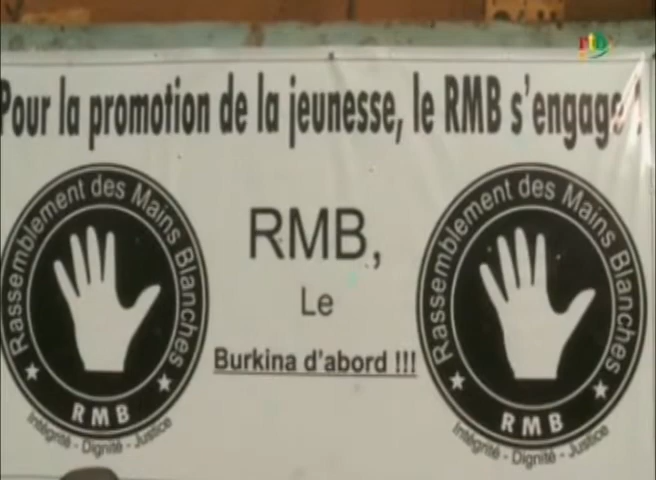 Pour la promotion de la jeunesse, le RMB s'engage !
Rassemblement des Mains Blanches
RMB
Intégrité - Dignité - Justice
RMB,
Le
Burkina d'abord !!!
Rassemblement des Mains Blanches
RMB
Intégrité - Dignité - Justice
rtb